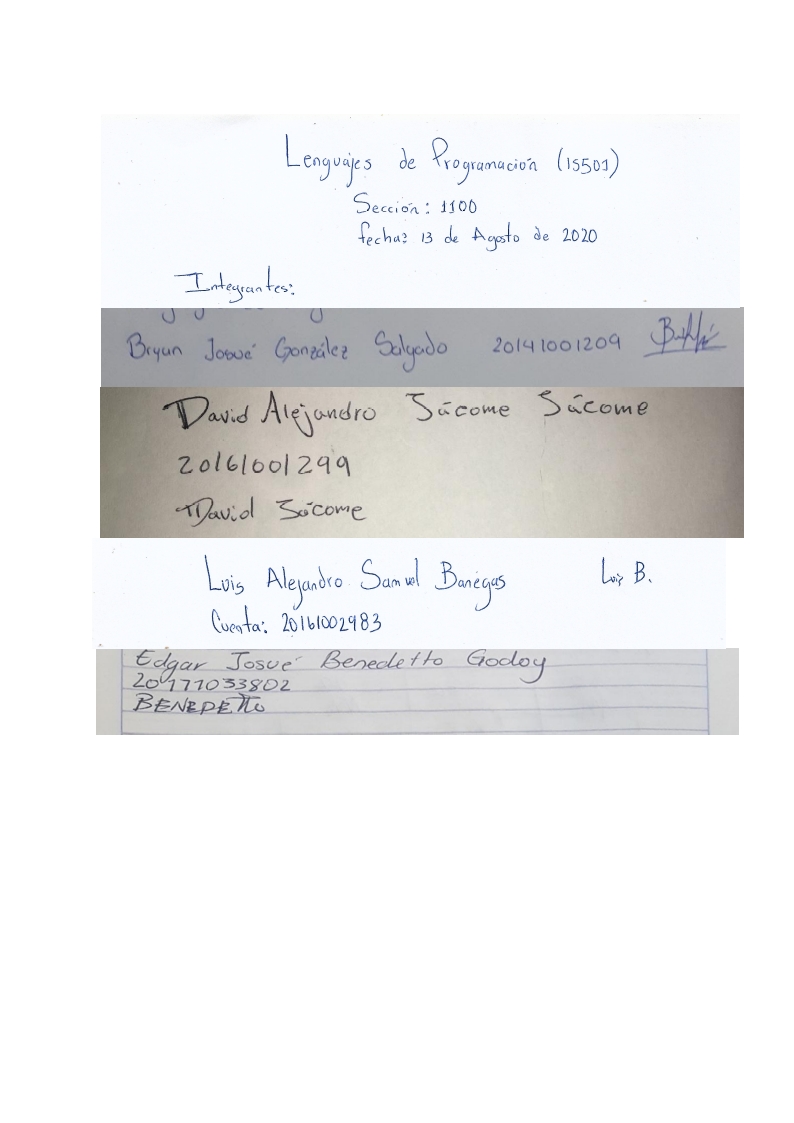 Lenguajes de Programación (IS501)
Sección: 1100
fecha: 13 de Agosto de 2020
Integrantes:
Bryan Josué González Salgado 20141001209
David Alejandro Sácome Sácome
20161001299
David Sácome
Luis Alejandro Samuel Banegas Luis B.
Cuenta: 20161002983
Edgar Josué Benedetto Godoy
20171033802
BENEDETTO